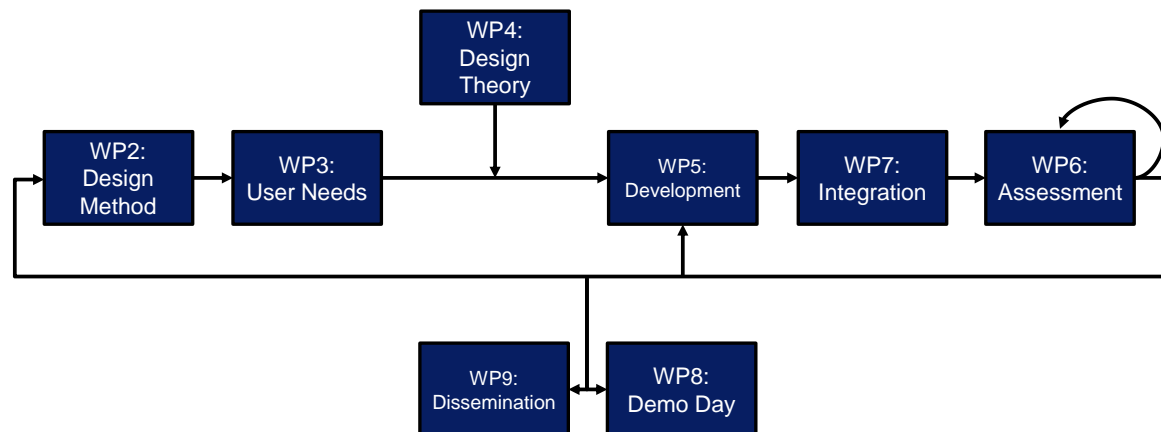 WP4:
Design
Theory
WP2:
Design
Method
WP3:
User Needs
WP5:
Development
WP7:
Integration
WP6:
Assessment
WP9:
Dissemination
WP8:
Demo Day